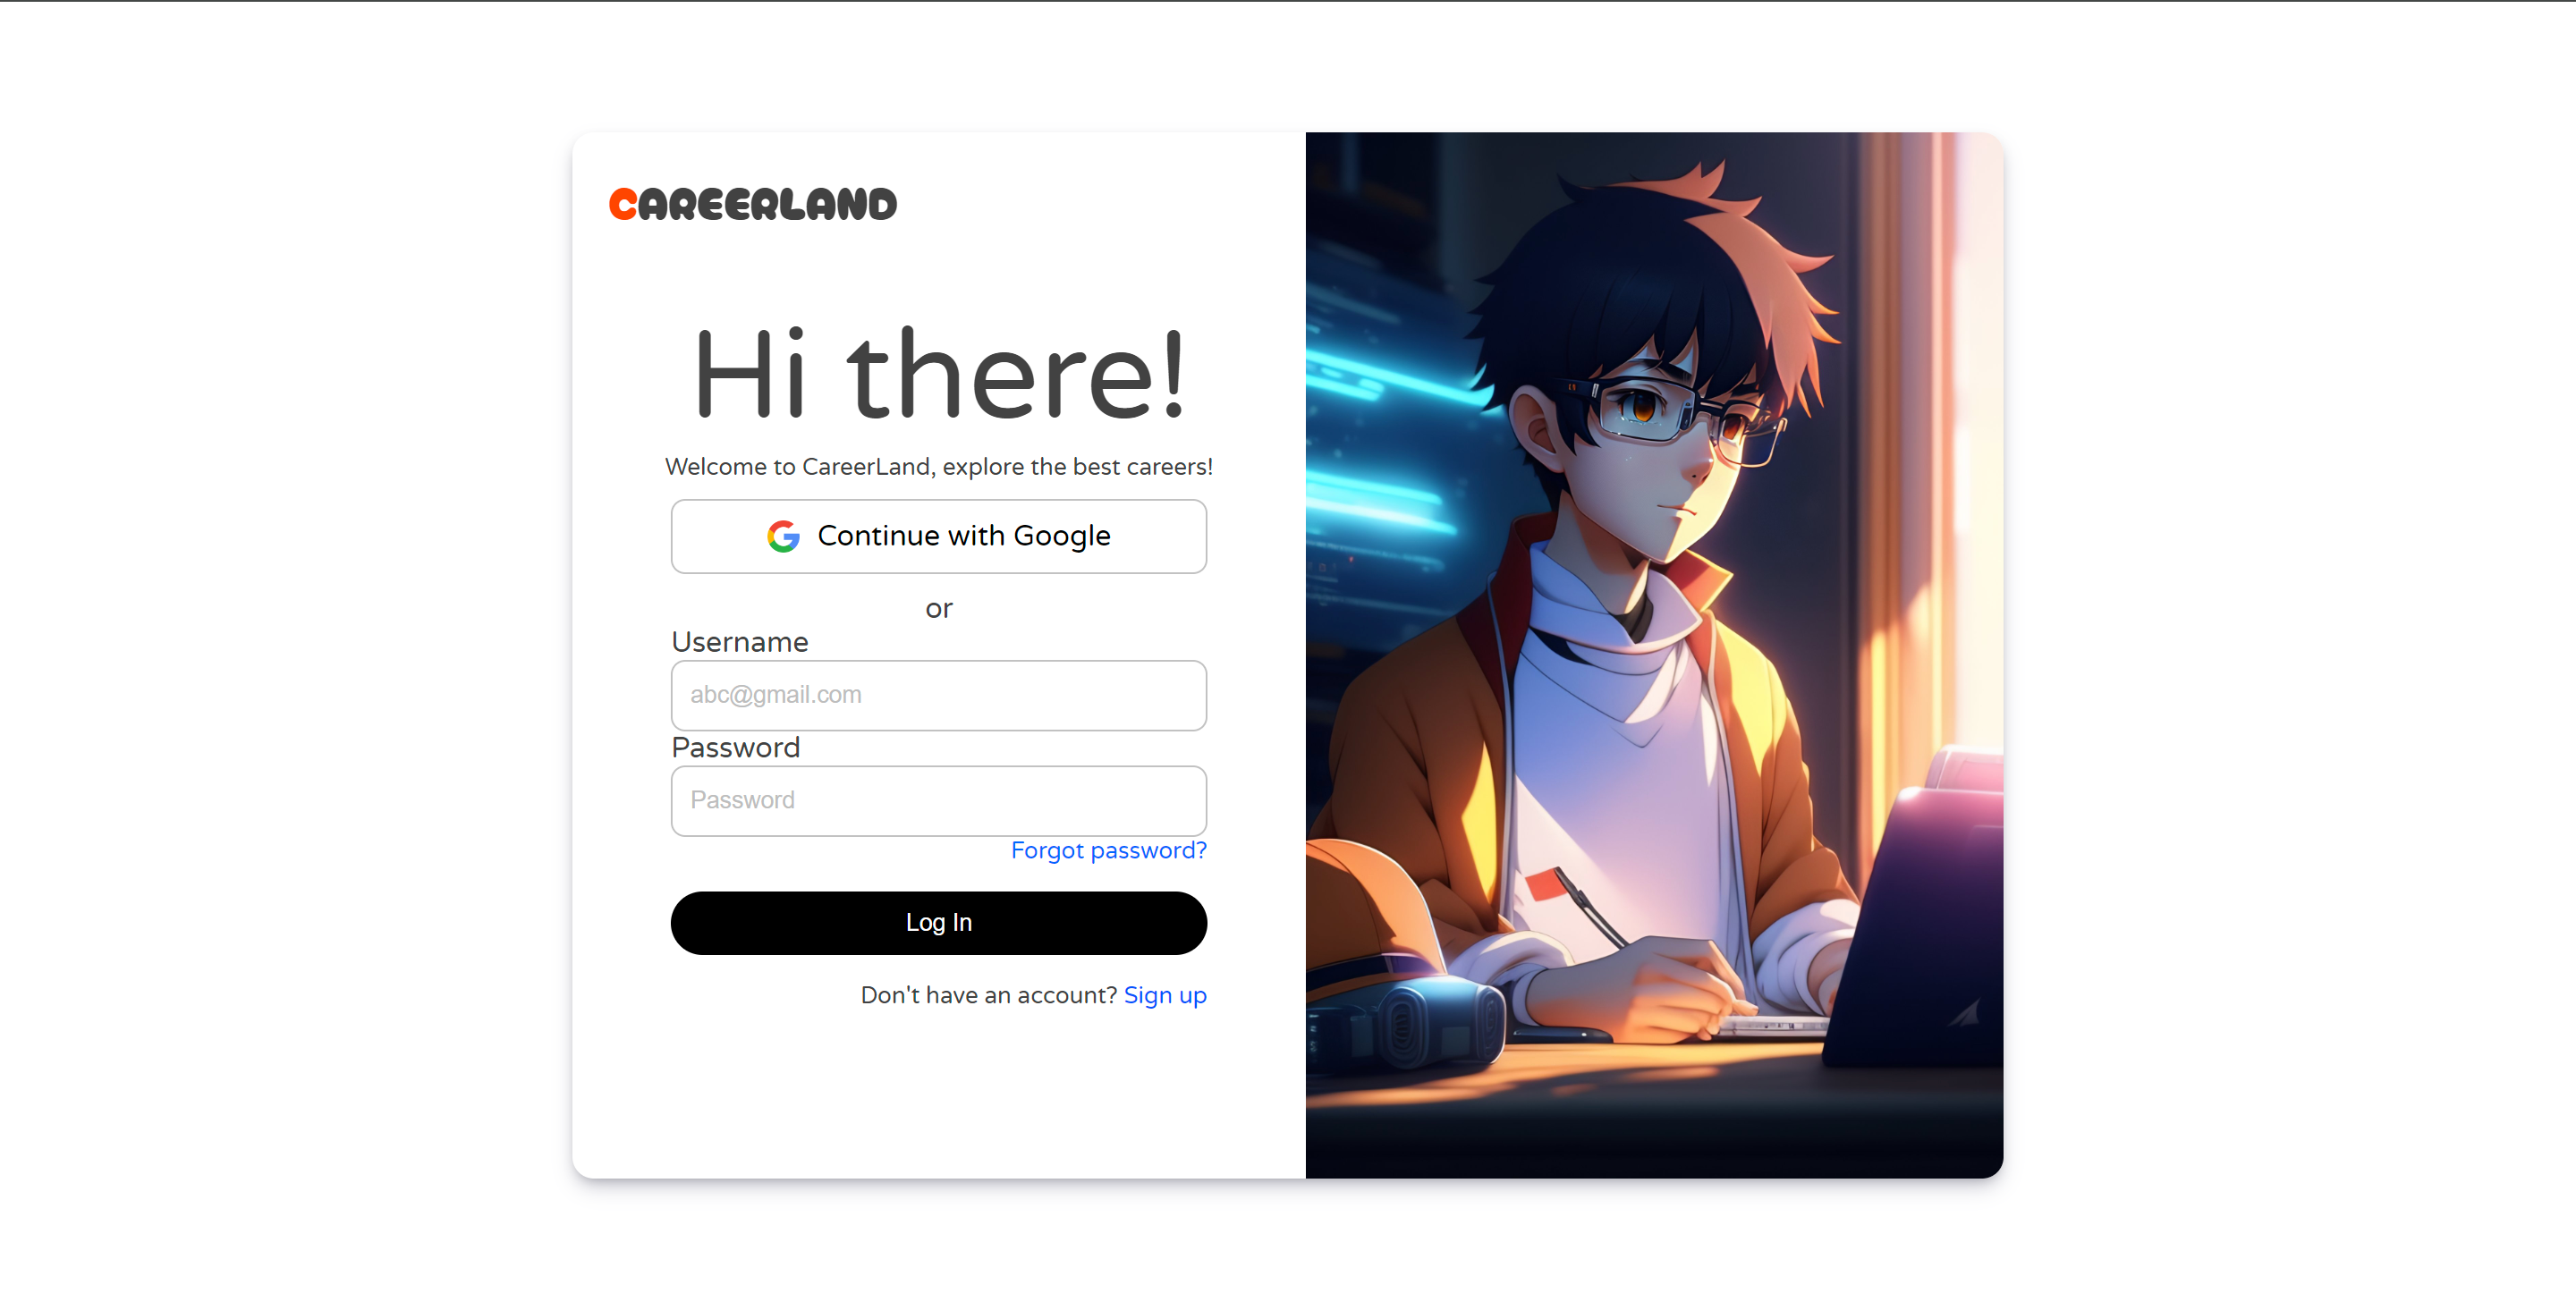 CAREERLAND
Hi there!
Welcome to CareerLand, explore the best careers!
Continue with Google
or
Username
abc@gmail.com
Password
Password
Forgot password?
Log In
Don't have an account? Sign up